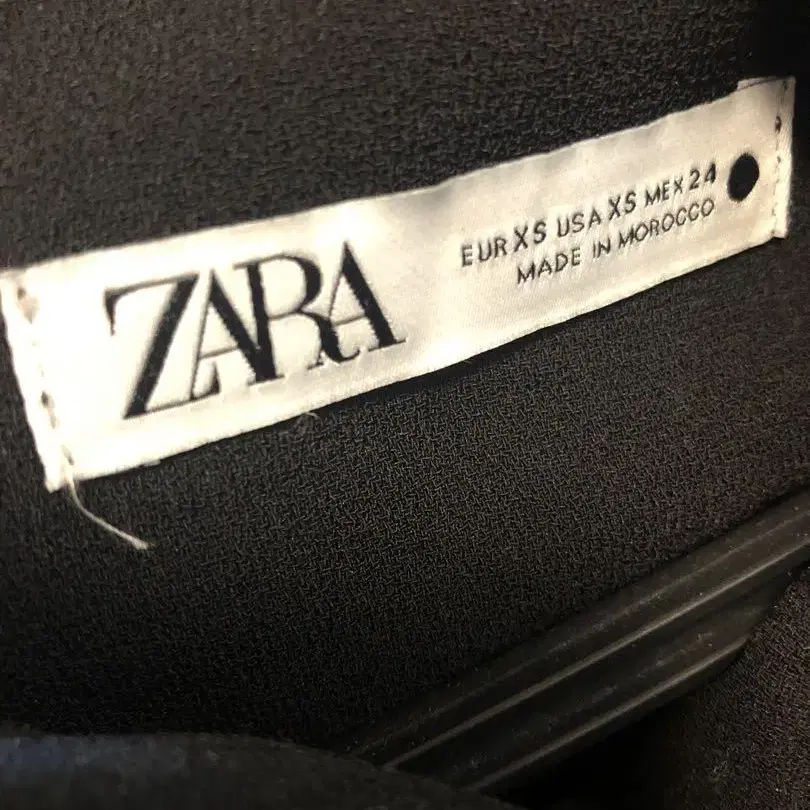 ZARA
EUR XS USA XS MEX 24
MADE IN MOROCCO